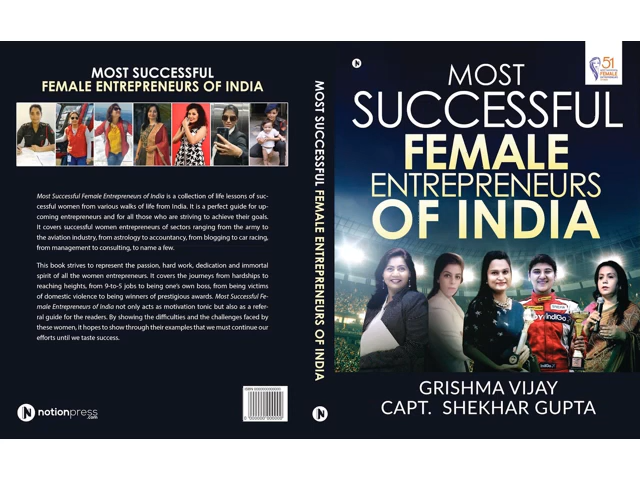 MOST SUCCESSFUL
FEMALE ENTREPRENEURS OF INDIA
Most Successful Female Entrepreneurs of India is a collection of life lessons of suc-
cessful women from various walks of life from India. It is a perfect guide for up-
coming entrepreneurs and for all those who are striving to achieve their goals.
It covers successful women entrepreneurs of sectors ranging from the army to
the aviation industry, from astrology to accountancy, from blogging to car racing,
from management to consulting, to name a few.
This book strives to represent the passion, hard work, dedication and immortal
spirit of all the women entrepreneurs. It covers the journeys from hardships to
reaching heights, from 9-to-5 jobs to being one's own boss, from being victims
of domestic violence to being winners of prestigious awards. Most Successful Fe-
male Entrepreneurs of India not only acts as motivation tonic but also as a refer-
ral guide for the readers. By showing the difficulties and the challenges faced by
these women, it hopes to show through their examples that we must continue our
efforts until we taste success.
N notionpress
.com
MOST SUCCESSFUL FEMALE ENTREPRENEURS OF INDIA
N
N
51
FEMALE
MOST
SUCCESSFUL
FEMALE
ENTREPRENEURS
OF INDIA
IndiGo
GRISHMA VIJAY
CAPT. SHEKHAR GUPTA